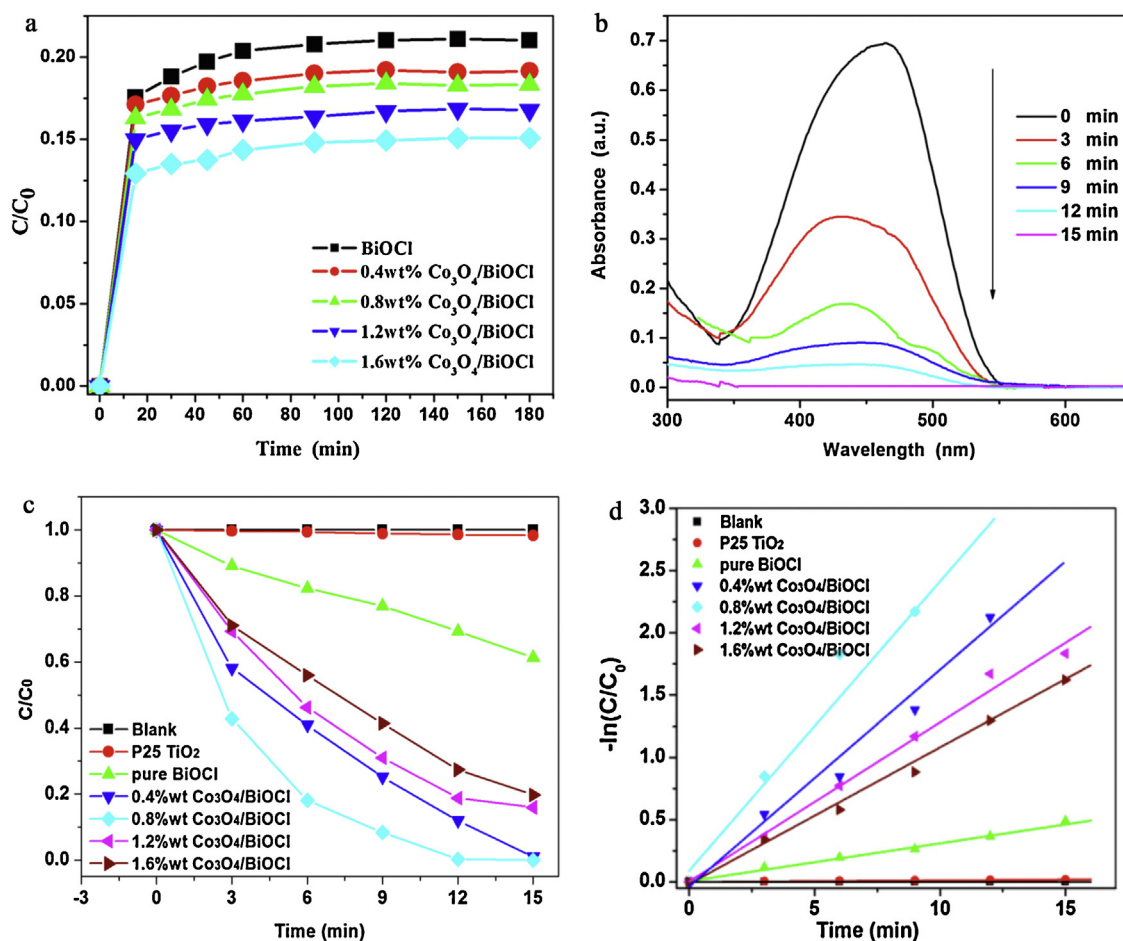 a
C/C0
0.20
0.15
0.10
0.05
0.00
BiOCl
0.4wt% Co3O4/BiOCl
0.8wt% Co3O4/BiOCl
1.2wt% Co3O4/BiOCl
1.6wt% Co3O4/BiOCl
0 20 40 60 80 100 120 140 160 180
Time (min)
b
Absorbance (a.u.)
0.7
0.6
0.5
0.4
0.3
0.2
0.1
0.0
0 min
3 min
6 min
9 min
12 min
15 min
300 400 500 600
Wavelength (nm)
c
C/C0
1.0
0.8
0.6
0.4
0.2
0.0
Blank
P25 TiO2
pure BiOCl
0.4%wt Co3O4/BiOCl
0.8%wt Co3O4/BiOCl
1.2%wt Co3O4/BiOCl
1.6%wt Co3O4/BiOCl
-3 0 3 6 9 12 15
Time (min)
d
-ln(C/C0)
3.0
2.5
2.0
1.5
1.0
0.5
0.0
Blank
P25 TiO2
pure BiOCl
0.4%wt Co3O4/BiOCl
0.8%wt Co3O4/BiOCl
1.2%wt Co3O4/BiOCl
1.6%wt Co3O4/BiOCl
0 5 10 15
Time (min)